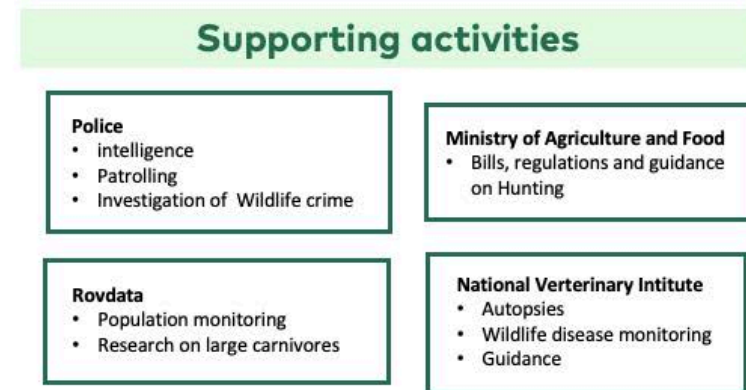 Supporting activities
Police
• intelligence
• Patrolling
• Investigation of Wildlife crime
Ministry of Agriculture and Food
• Bills, regulations and guidance
on Hunting
Rovdata
• Population monitoring
• Research on large carnivores
National Verterinary Intitute
• Autopsies
• Wildlife disease monitoring
• Guidance